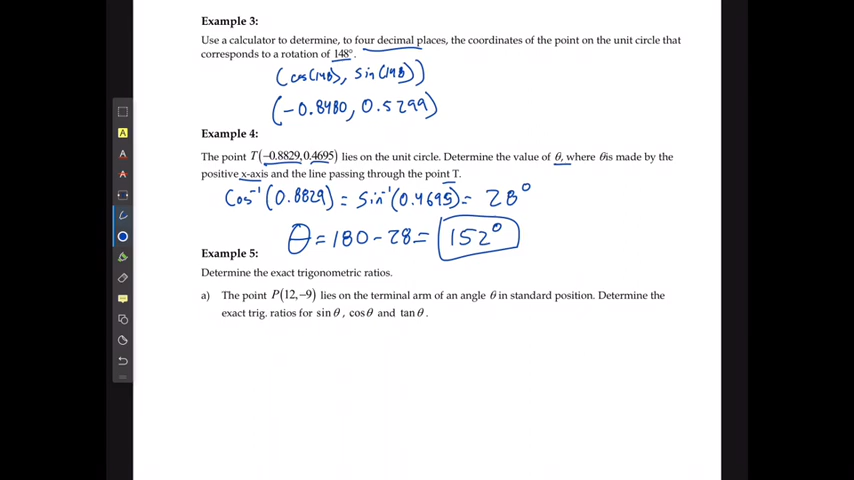 Example 3:
Use a calculator to determine, to four decimal places, the coordinates of the point on the unit circle that
corresponds to a rotation of 148°.
(cos(148), sin(148))
(-0.8480, 0.5299)
Example 4:
The point T(−0.8829,0.4695) lies on the unit circle. Determine the value of θ, where θis made by the
positive x-axis and the line passing through the point T.
Cos⁻¹(0.8829) = sin⁻¹(0.4695) = 28°
θ = 180 - 28 = 152°
Example 5:
Determine the exact trigonometric ratios.
a) The point P(12,−9) lies on the terminal arm of an angle θ in standard position. Determine the
exact trig. ratios for sin θ, cos θ and tan θ.